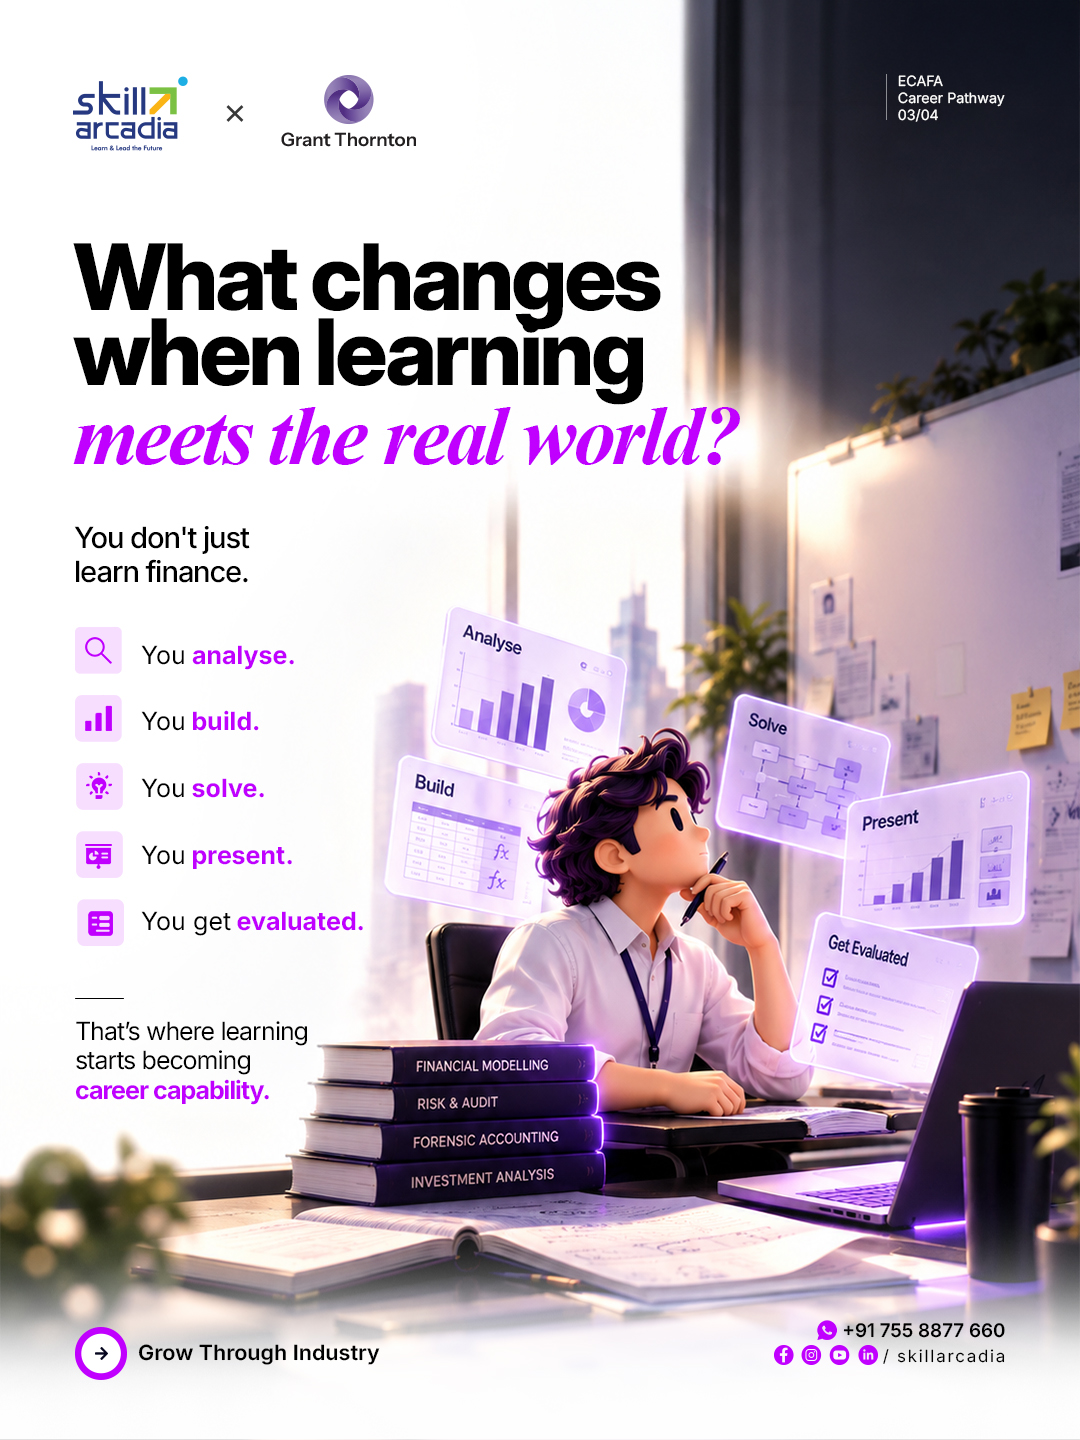 skill
arcadia
Learn & Lead the Future
×
Grant Thornton
ECAFA
Career Pathway
03/04
What changes
when learning
meets the real world?
You don't just
learn finance.
You analyse.
You build.
You solve.
You present.
You get evaluated.
That's where learning
starts becoming
career capability.
Analyse
Build
fx
fx
Solve
Present
Get Evaluated
FINANCIAL MODELLING
RISK & AUDIT
FORENSIC ACCOUNTING
INVESTMENT ANALYSIS
Grow Through Industry
+91 755 8877 660
/ skillarcadia